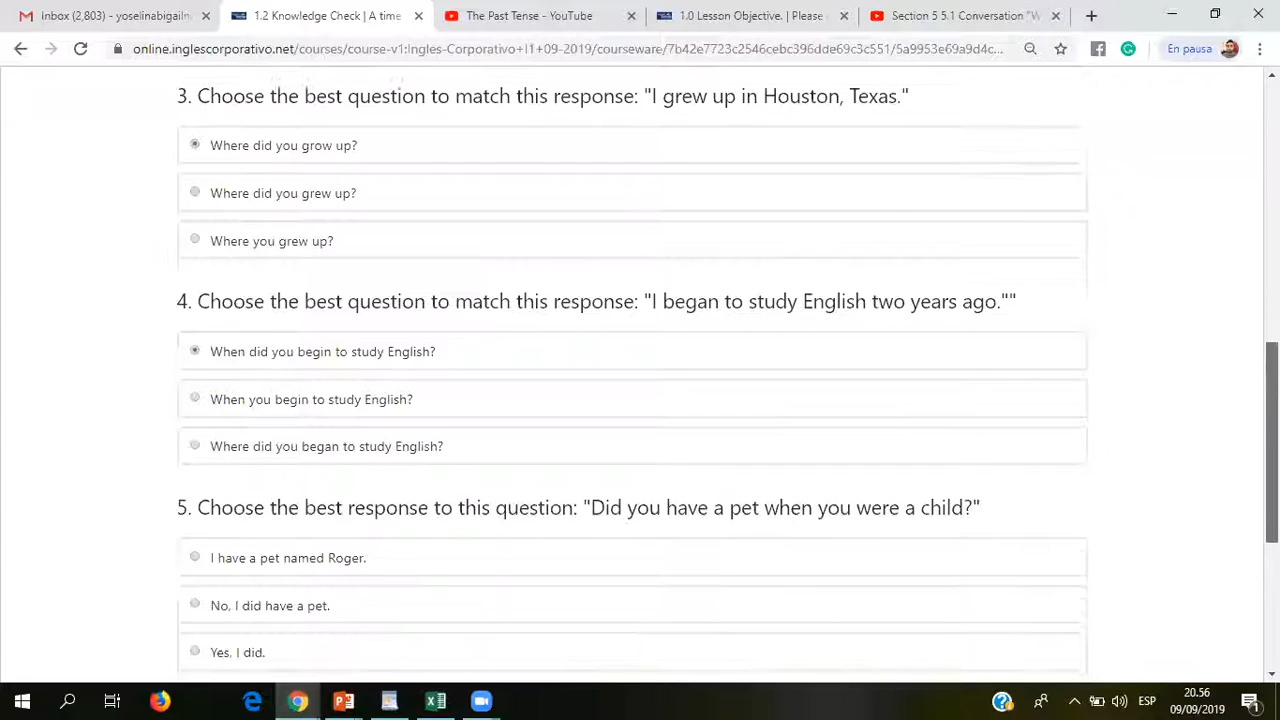 Inbox (2,803) - yoselinabigailm
1.2 Knowledge Check | A time
The Past Tense - YouTube
1.0 Lesson Objective. | Please
Section 5 5.1 Conversation "W
online.inglescorporativo.net/courses/course-v1:Ingles-Corporativo+I1+09-2019/courseware/7b42e7723c2546cebc396dde69c3c551/5a9953e69a9d4c...
En pausa
3. Choose the best question to match this response: "I grew up in Houston, Texas."
Where did you grow up?
Where did you grew up?
Where you grew up?
4. Choose the best question to match this response: "I began to study English two years ago.""
When did you begin to study English?
When you begin to study English?
Where did you began to study English?
5. Choose the best response to this question: "Did you have a pet when you were a child?"
I have a pet named Roger.
No, I did have a pet.
Yes, I did.
ESP
20.56
09/09/2019